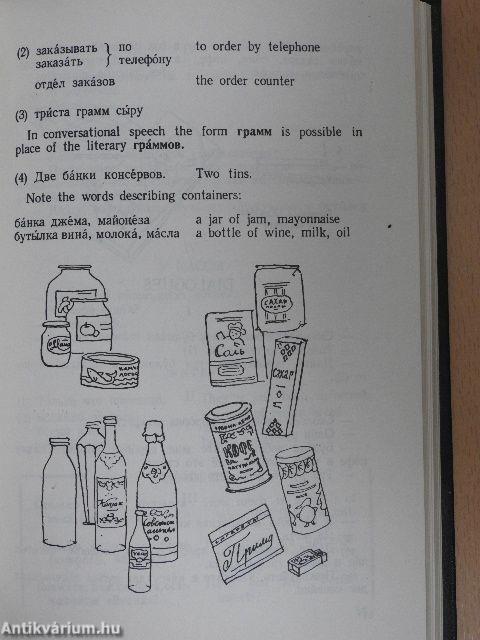 (2) зака́зывать } по to order by telephone
заказа́ть } телефо́ну
отде́л зака́зов the order counter
(3) три́ста грамм сы́ру
In conversational speech the form грамм is possible in
place of the literary гра́ммов.
(4) Две ба́нки консе́рвов. Two tins.
Note the words describing containers:
ба́нка дже́ма, майоне́за a jar of jam, mayonnaise
буты́лка вина́, молока́, ма́сла a bottle of wine, milk, oil
САХАР
Соль
САХАР
КОФЕ
Прима
Antikvárium.hu